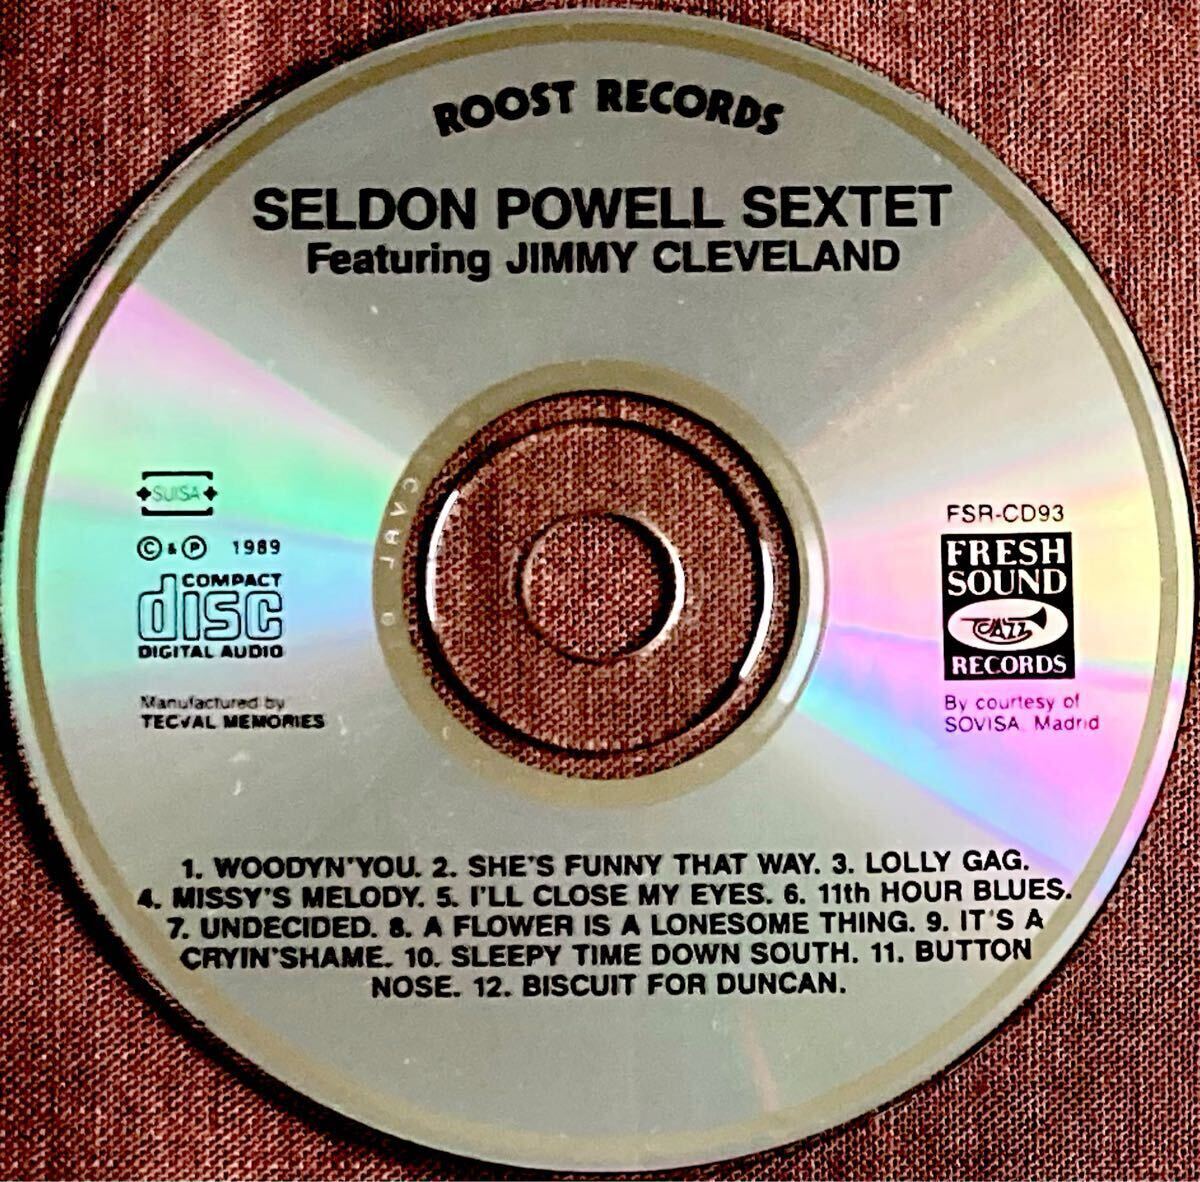 ROOST RECORDS
SELDON POWELL SEXTET
Featuring JIMMY CLEVELAND
SUISA
© & ℗ 1989
COMPACT
disc
DIGITAL AUDIO
Manufactured by
TECVAL MEMORIES
FSR-CD93
FRESH
SOUND
JAZZ
RECORDS
By courtesy of
SOVISA, Madrid
1. WOODYN'YOU. 2. SHE'S FUNNY THAT WAY. 3. LOLLY GAG.
4. MISSY'S MELODY. 5. I'LL CLOSE MY EYES. 6. 11th HOUR BLUES.
7. UNDECIDED. 8. A FLOWER IS A LONESOME THING. 9. IT'S A
CRYIN'SHAME. 10. SLEEPY TIME DOWN SOUTH. 11. BUTTON
NOSE. 12. BISCUIT FOR DUNCAN.